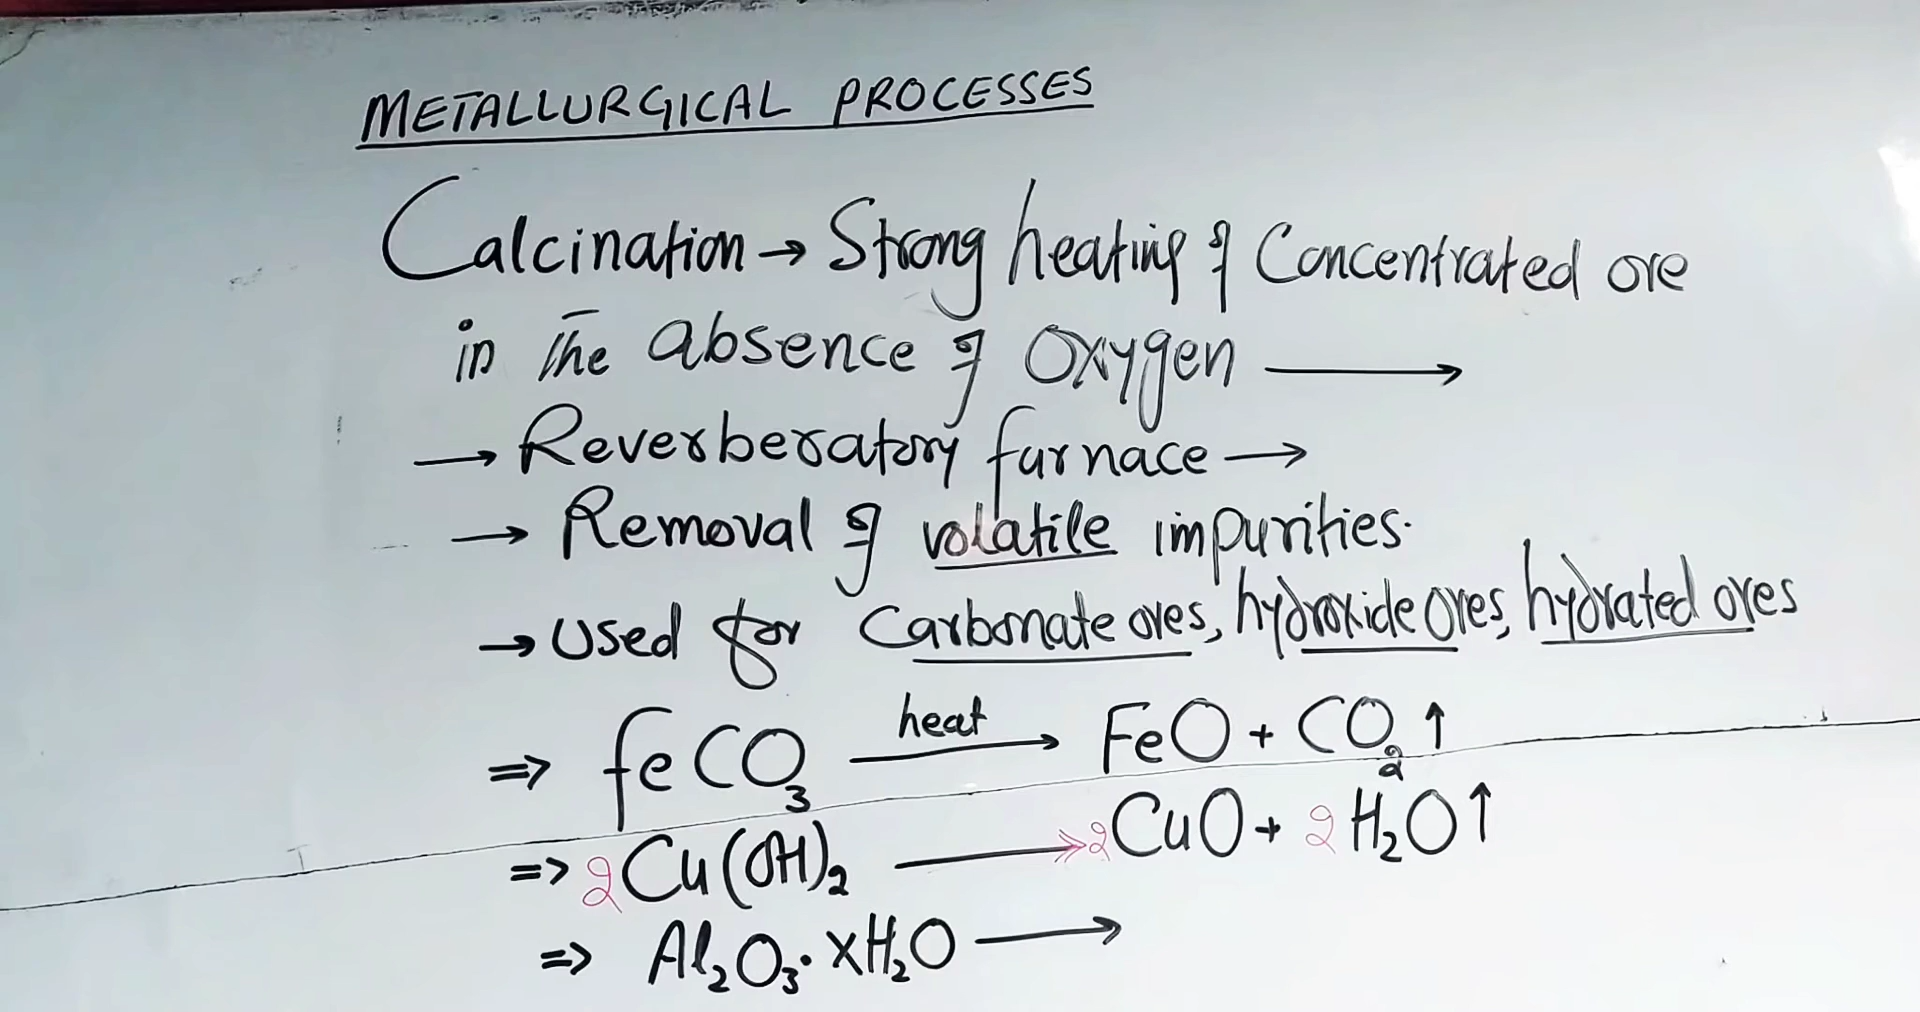 METALLURGICAL PROCESSES
Calcination → Strong heating of Concentrated ore
in the absence of Oxygen →
→ Reverberatory furnace →
→ Removal of volatile impurities.
→ Used for Carbonate ores, hydroxide ores, hydrated ores
⇒ FeCO₃ heat → FeO + CO₂ ↑
⇒ 2Cu(OH)₂ → 2CuO + 2H₂O ↑
⇒ Al₂O₃·xH₂O →